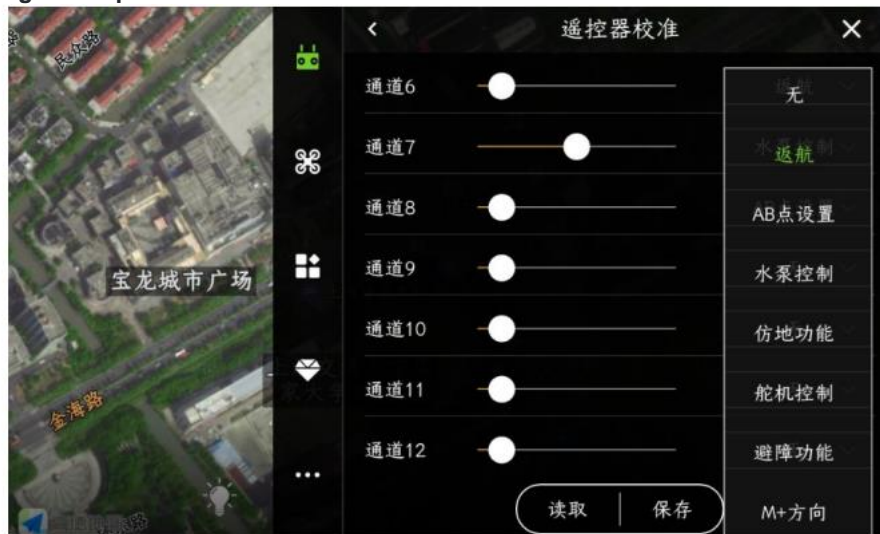 遥控器校准
民众路
宝龙城市广场
金海路
通道6
通道7
通道8
通道9
通道10
通道11
通道12
读取
保存
无
返航
AB点设置
水泵控制
仿地功能
舵机控制
避障功能
M+方向